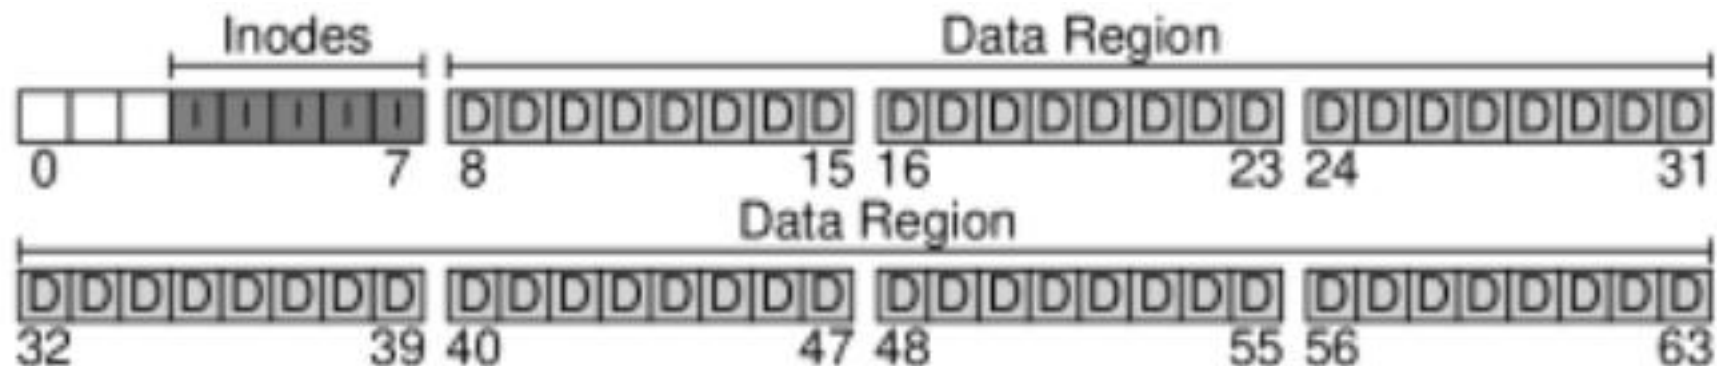 Inodes Data Region
I I I I I D D D D D D D D D D D D D D D D D D D D D D D D
0 7 8 15 16 23 24 31
Data Region
D D D D D D D D D D D D D D D D D D D D D D D D D D D D D D D D
32 39 40 47 48 55 56 63